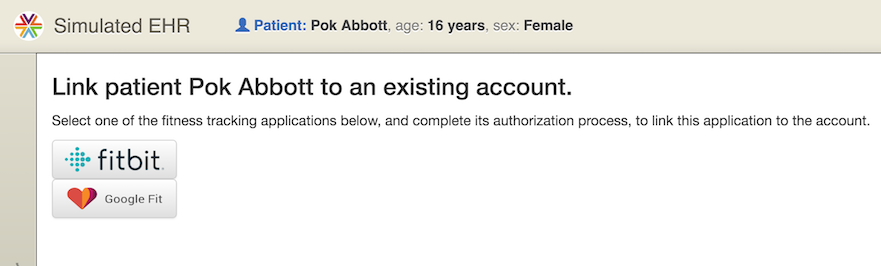 Simulated EHR
Patient: Pok Abbott, age: 16 years, sex: Female
Link patient Pok Abbott to an existing account.
Select one of the fitness tracking applications below, and complete its authorization process, to link this application to the account.
fitbit.
Google Fit